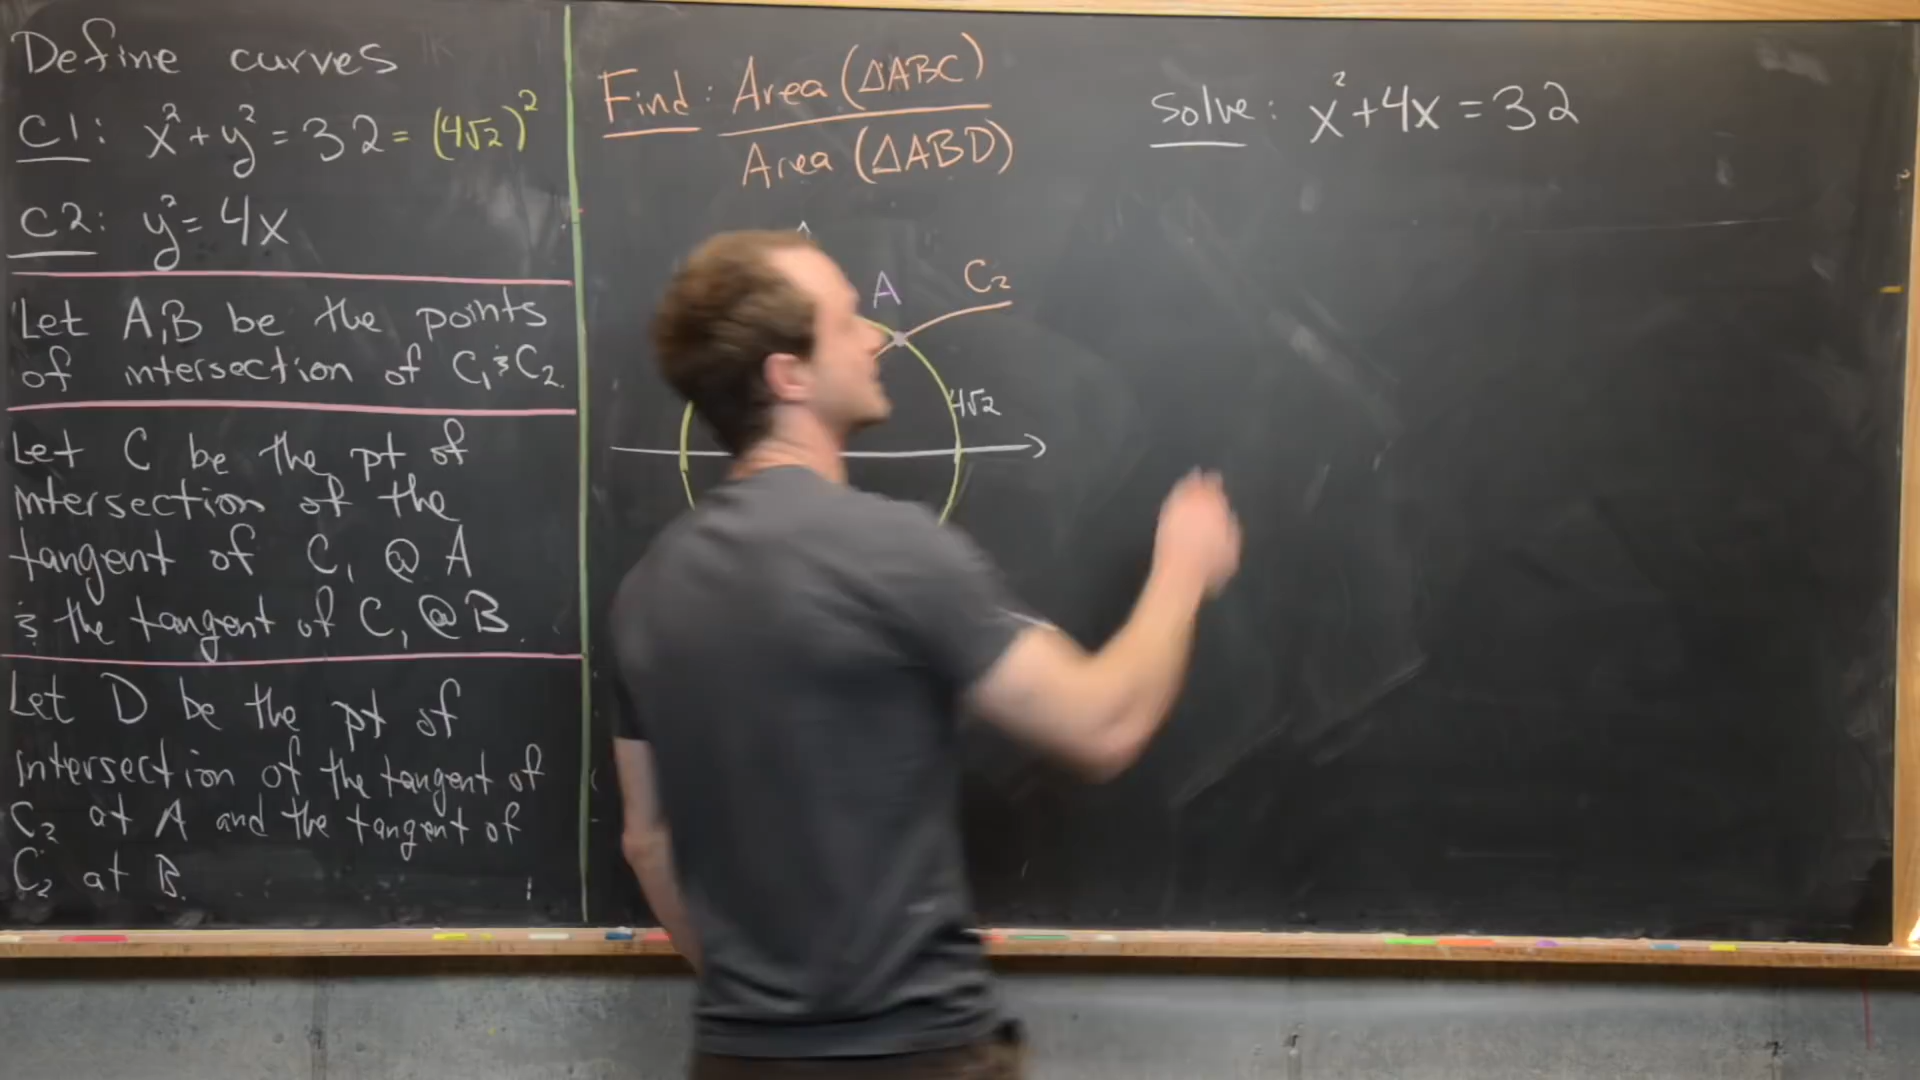 Define curves
C1: x²+y²=32=(4√2)²
C2: y²=4x
Let A,B be the points
of intersection of C₁ & C₂.
Let C be the pt of
intersection of the
tangent of C₁ @ A
& the tangent of C₁ @ B.
Let D be the pt of
intersection of the tangent of
C₂ at A and the tangent of
C₂ at B.
Find: Area (△ABC)
Area (△ABD)
A
C₂
4√2
Solve: x²+4x=32